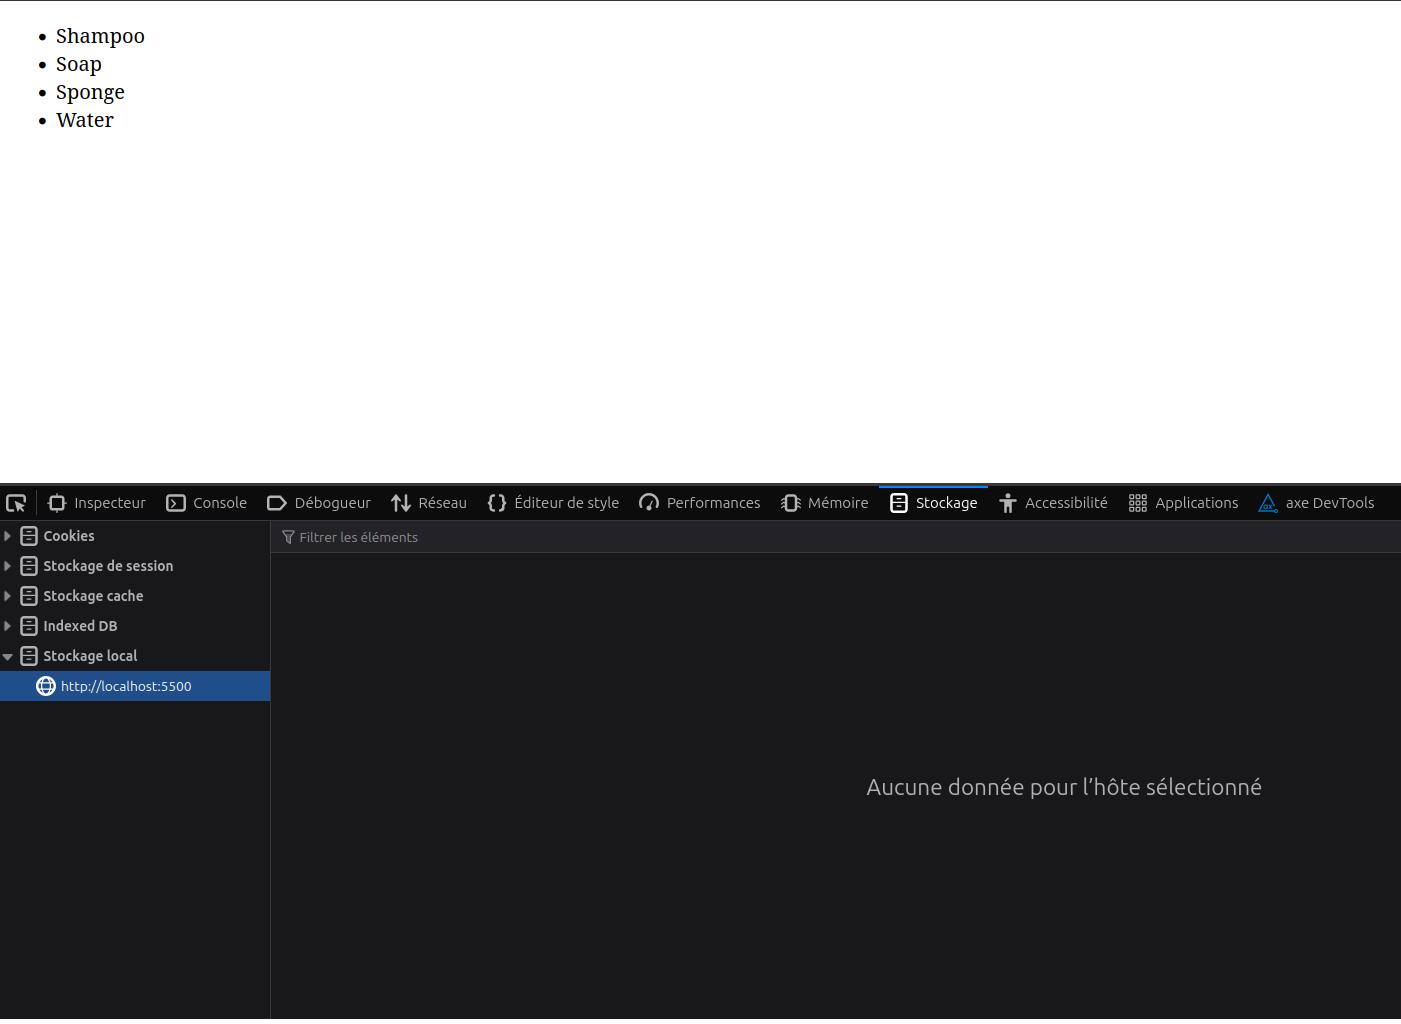 Shampoo
Soap
Sponge
Water
Inspecteur Console Débogueur Réseau Éditeur de style Performances Mémoire Stockage Accessibilité Applications axe DevTools
Cookies
Stockage de session
Stockage cache
Indexed DB
Stockage local
http://localhost:5500
Filtrer les éléments
Aucune donnée pour l’hôte sélectionné